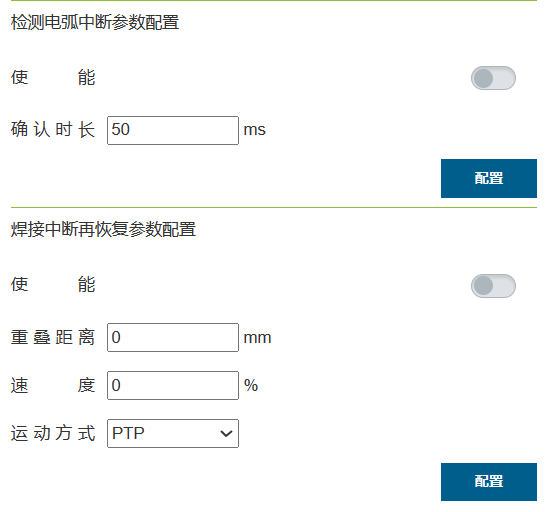 检测电弧中断参数配置
使能
确认时长 50 ms
配置
焊接中断再恢复参数配置
使能
重叠距离 0 mm
速度 0 %
运动方式 PTP
配置